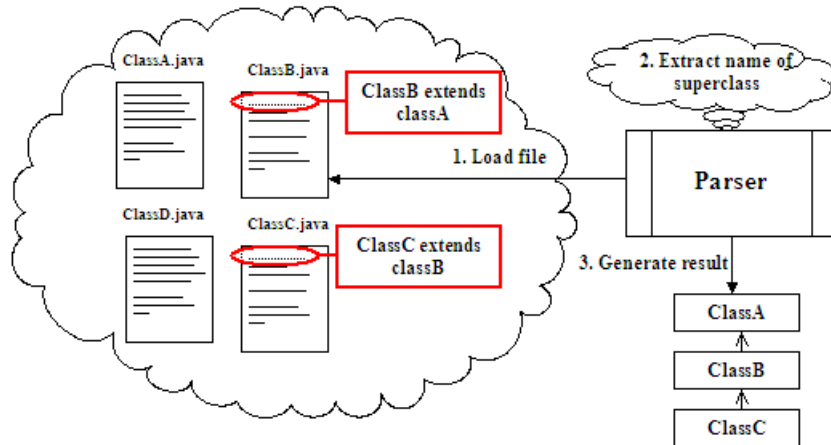 ClassA.java
ClassB.java
ClassB extends
classA
2. Extract name of
superclass
1. Load file
Parser
ClassD.java
ClassC.java
ClassC extends
classB
3. Generate result
ClassA
ClassB
ClassC